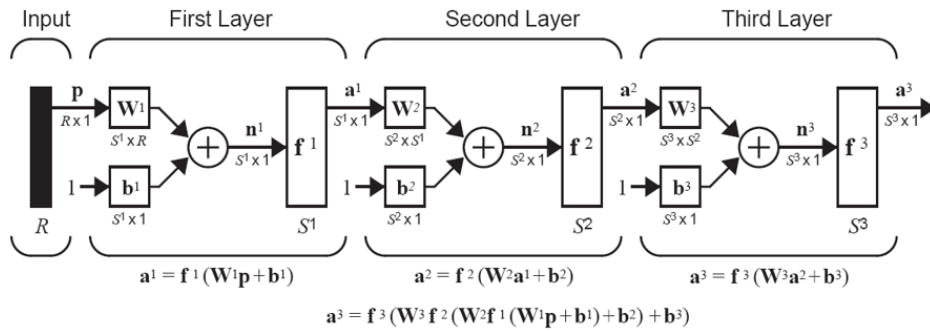 Input First Layer Second Layer Third Layer
p a¹ a² a³
W¹ W² W³
R x 1 S¹ x 1 S² x 1 S³ x 1
n¹ n² n³
S¹ x R S² x S¹ S³ x S²
f ¹ f ² f ³
S¹ x 1 S² x 1 S³ x 1
1 b¹ 1 b² 1 b³
S¹ x 1 S² x 1 S³ x 1
R S¹ S² S³
a¹ = f ¹ (W¹p + b¹) a² = f ² (W²a¹ + b²) a³ = f ³ (W³a² + b³)
a³ = f ³ (W³ f ² (W² f ¹ (W¹p + b¹) + b²) + b³)